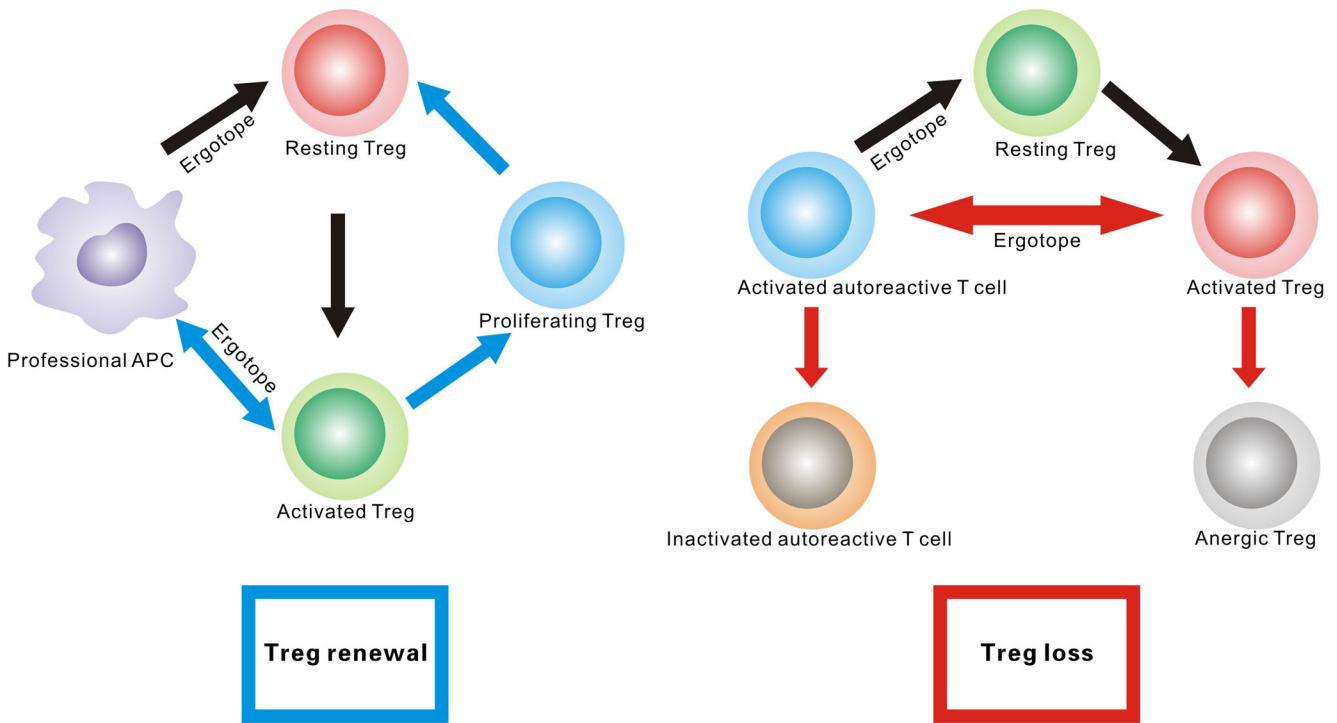 Ergotope
Resting Treg
Professional APC
Ergotope
Proliferating Treg
Activated Treg
Treg renewal
Ergotope
Resting Treg
Ergotope
Activated autoreactive T cell
Activated Treg
Inactivated autoreactive T cell
Anergic Treg
Treg loss